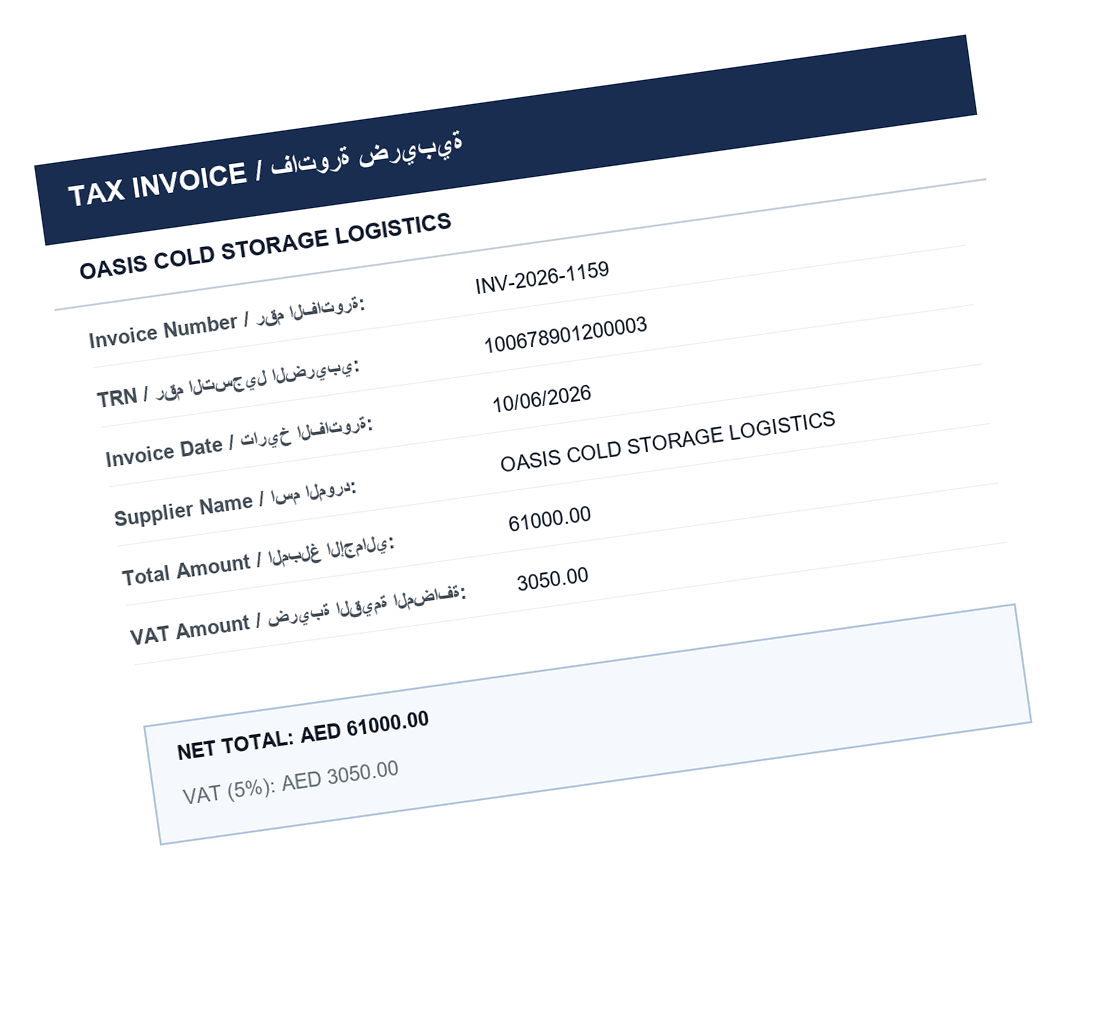 TAX INVOICE / فاتورة ضريبية
OASIS COLD STORAGE LOGISTICS
Invoice Number / رقم الفاتورة: INV-2026-1159
TRN / رقم التسجيل الضريبي: 100678901200003
Invoice Date / تاريخ الفاتورة: 10/06/2026
Supplier Name / اسم المورد: OASIS COLD STORAGE LOGISTICS
Total Amount / المبلغ الإجمالي: 61000.00
VAT Amount / ضريبة القيمة المضافة: 3050.00
NET TOTAL: AED 61000.00
VAT (5%): AED 3050.00